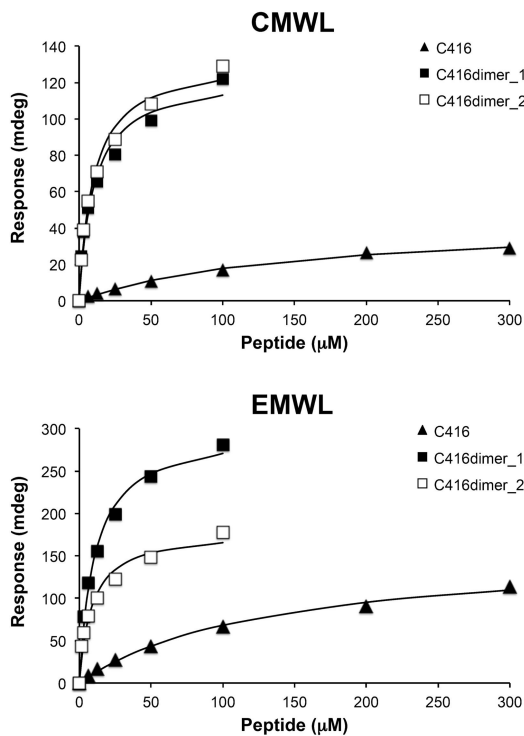 CMWL
Response (mdeg)
140
120
100
80
60
40
20
0
0 50 100 150 200 250 300
Peptide (μM)
C416
C416dimer_1
C416dimer_2
EMWL
Response (mdeg)
300
250
200
150
100
50
0
0 50 100 150 200 250 300
Peptide (μM)
C416
C416dimer_1
C416dimer_2